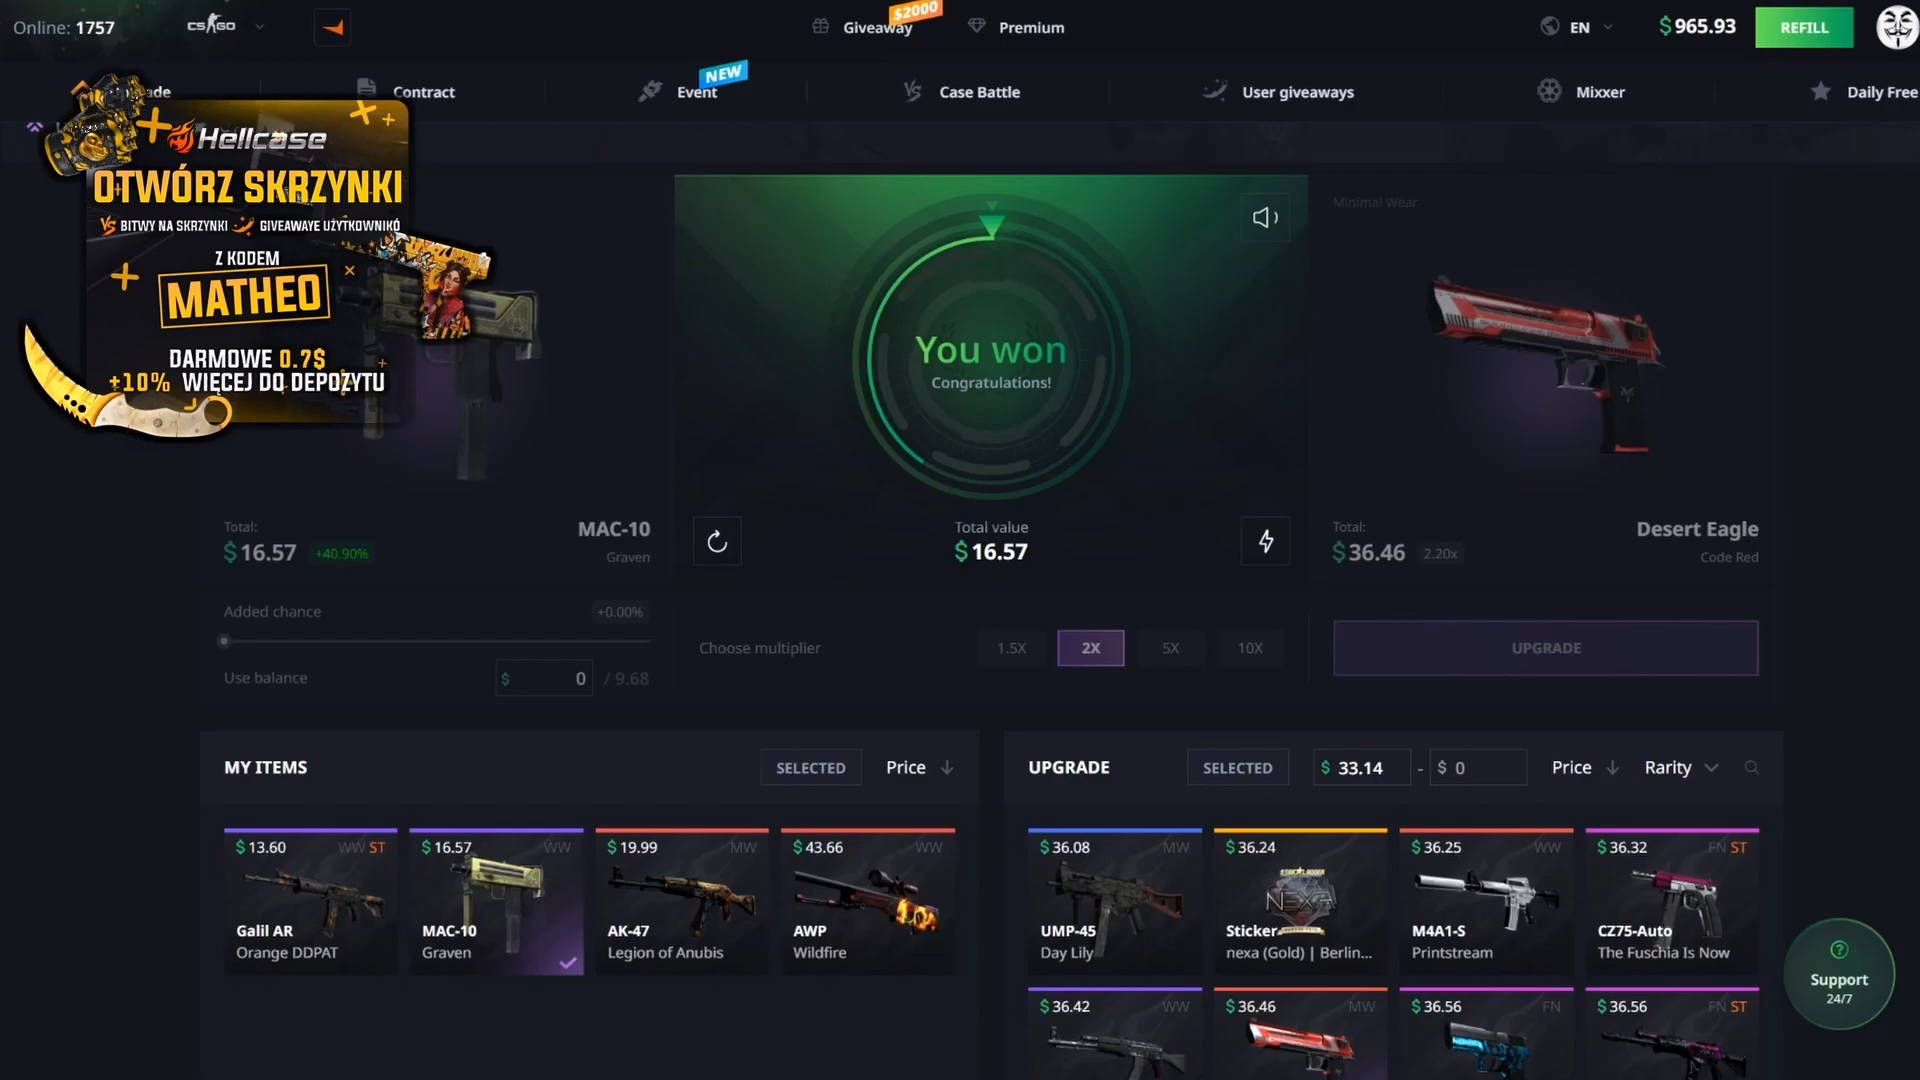 Online: 1757
CS:GO
Giveaway
$2000
Premium
EN
$965.93
REFILL
Contract
Event
NEW
VS
Case Battle
User giveaways
Mixxer
Daily Free
Hellcase
OTWÓRZ SKRZYNKI
VS BITWY NA SKRZYNKI
GIVEAWAYE UŻYTKOWNIKÓ
Z KODEM
MATHEO
DARMOWE 0.7$
+10% WIĘCEJ DO DEPOZYTU
You won
Congratulations!
Minimal Wear
Total:
$16.57
+40.90%
MAC-10
Graven
Total value
$16.57
Total:
$36.46
2.20x
Desert Eagle
Code Red
Added chance
+0.00%
Use balance
$ 0
/ 9.68
Choose multiplier
1.5X
2X
5X
10X
UPGRADE
MY ITEMS
SELECTED
Price
UPGRADE
SELECTED
$ 33.14 - $ 0
Price
Rarity
$13.60
WW ST
Galil AR
Orange DDPAT
$16.57
WW
MAC-10
Graven
$19.99
MW
AK-47
Legion of Anubis
$43.66
WW
AWP
Wildfire
$36.08
MW
UMP-45
Day Lily
$36.24
NEXA
Sticker
nexa (Gold) | Berlin...
$36.25
WW
M4A1-S
Printstream
$36.32
FN ST
CZ75-Auto
The Fuschia Is Now
$36.42
WW
$36.46
MW
$36.56
FN
$36.56
FN ST
Support
24/7